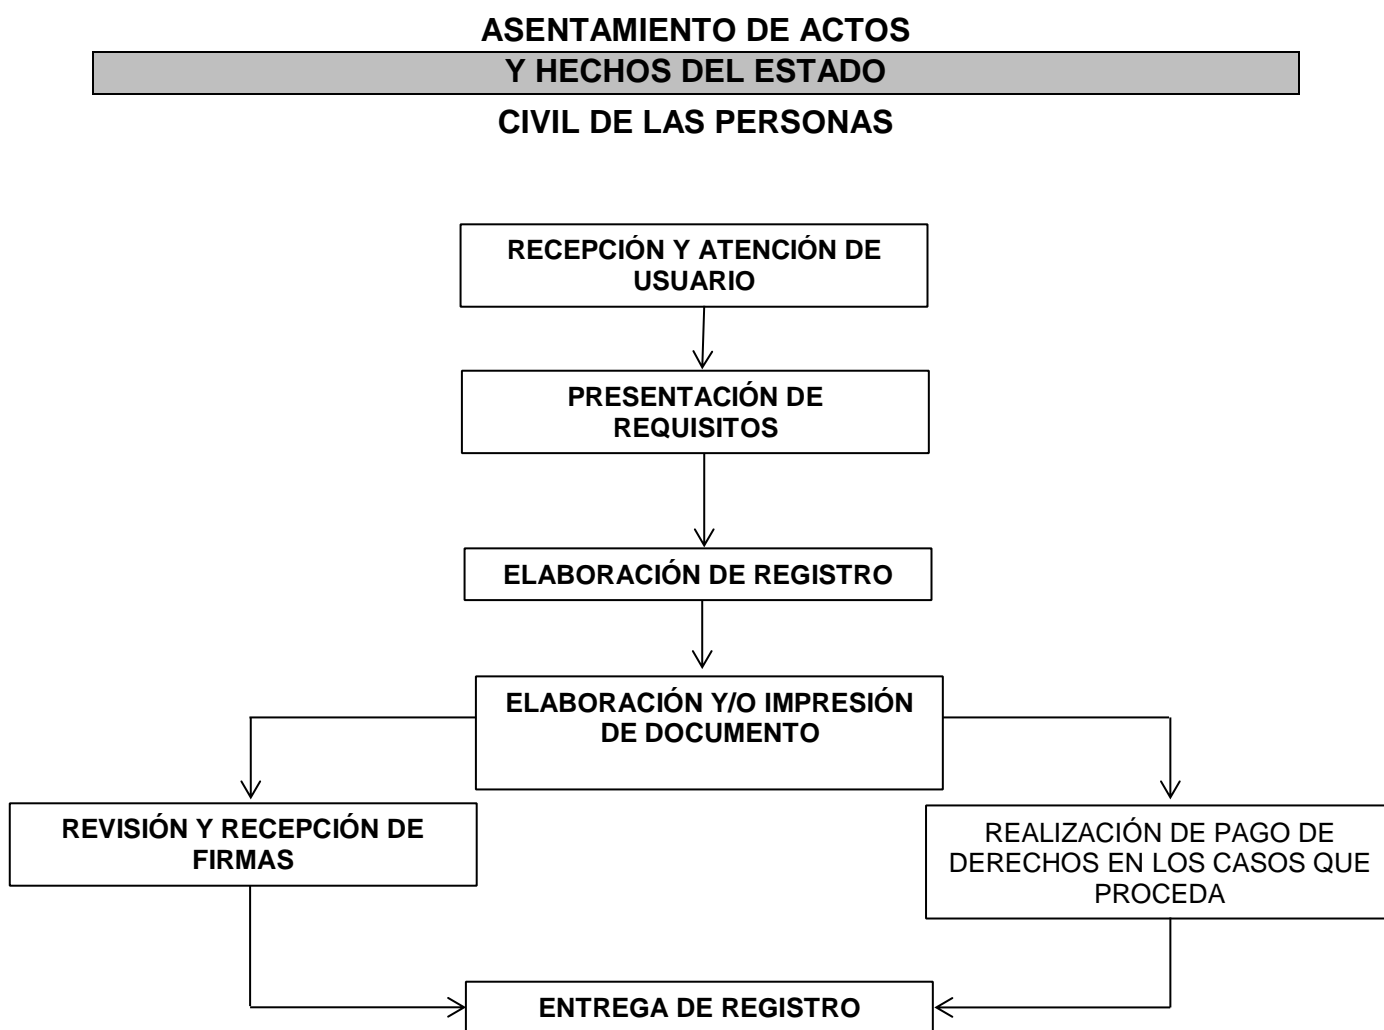 ASENTAMIENTO DE ACTOS
Y HECHOS DEL ESTADO
CIVIL DE LAS PERSONAS
RECEPCIÓN Y ATENCIÓN DE
USUARIO
PRESENTACIÓN DE
REQUISITOS
ELABORACIÓN DE REGISTRO
ELABORACIÓN Y/O IMPRESIÓN
DE DOCUMENTO
REVISIÓN Y RECEPCIÓN DE
FIRMAS
REALIZACIÓN DE PAGO DE
DERECHOS EN LOS CASOS QUE
PROCEDA
ENTREGA DE REGISTRO